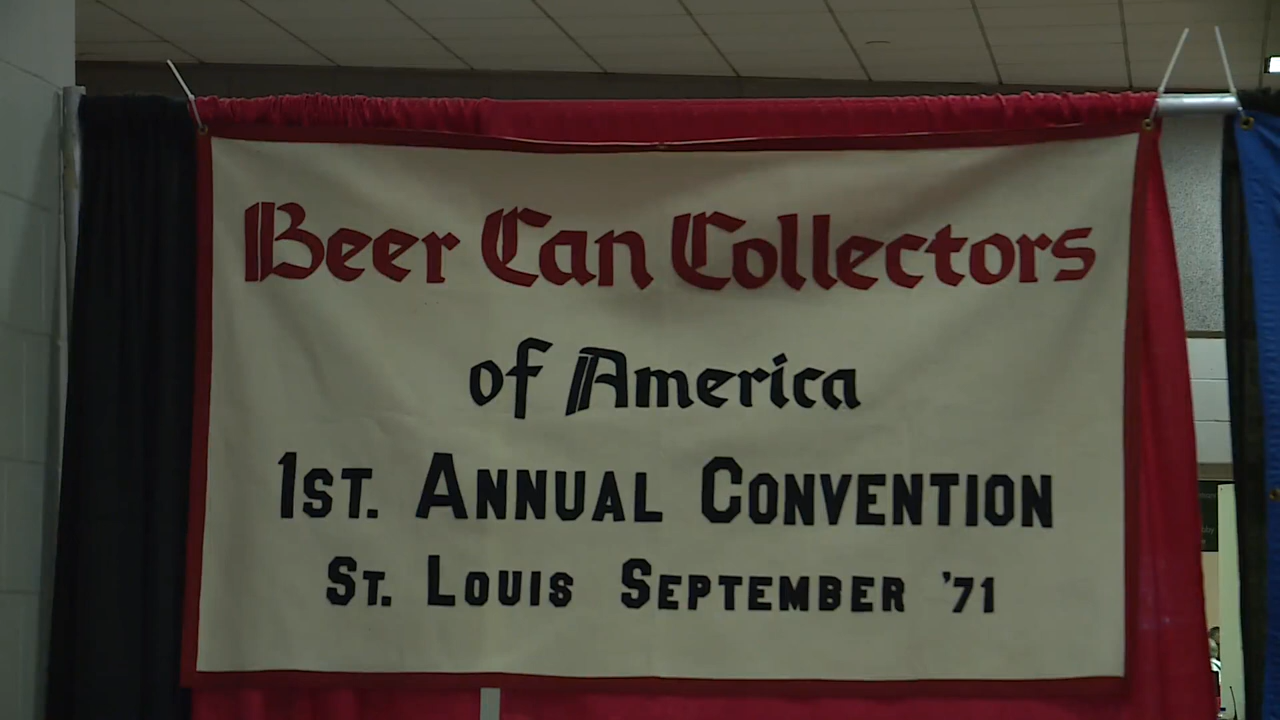 Beer Can Collectors
of America
1ST. ANNUAL CONVENTION
ST. LOUIS SEPTEMBER '71